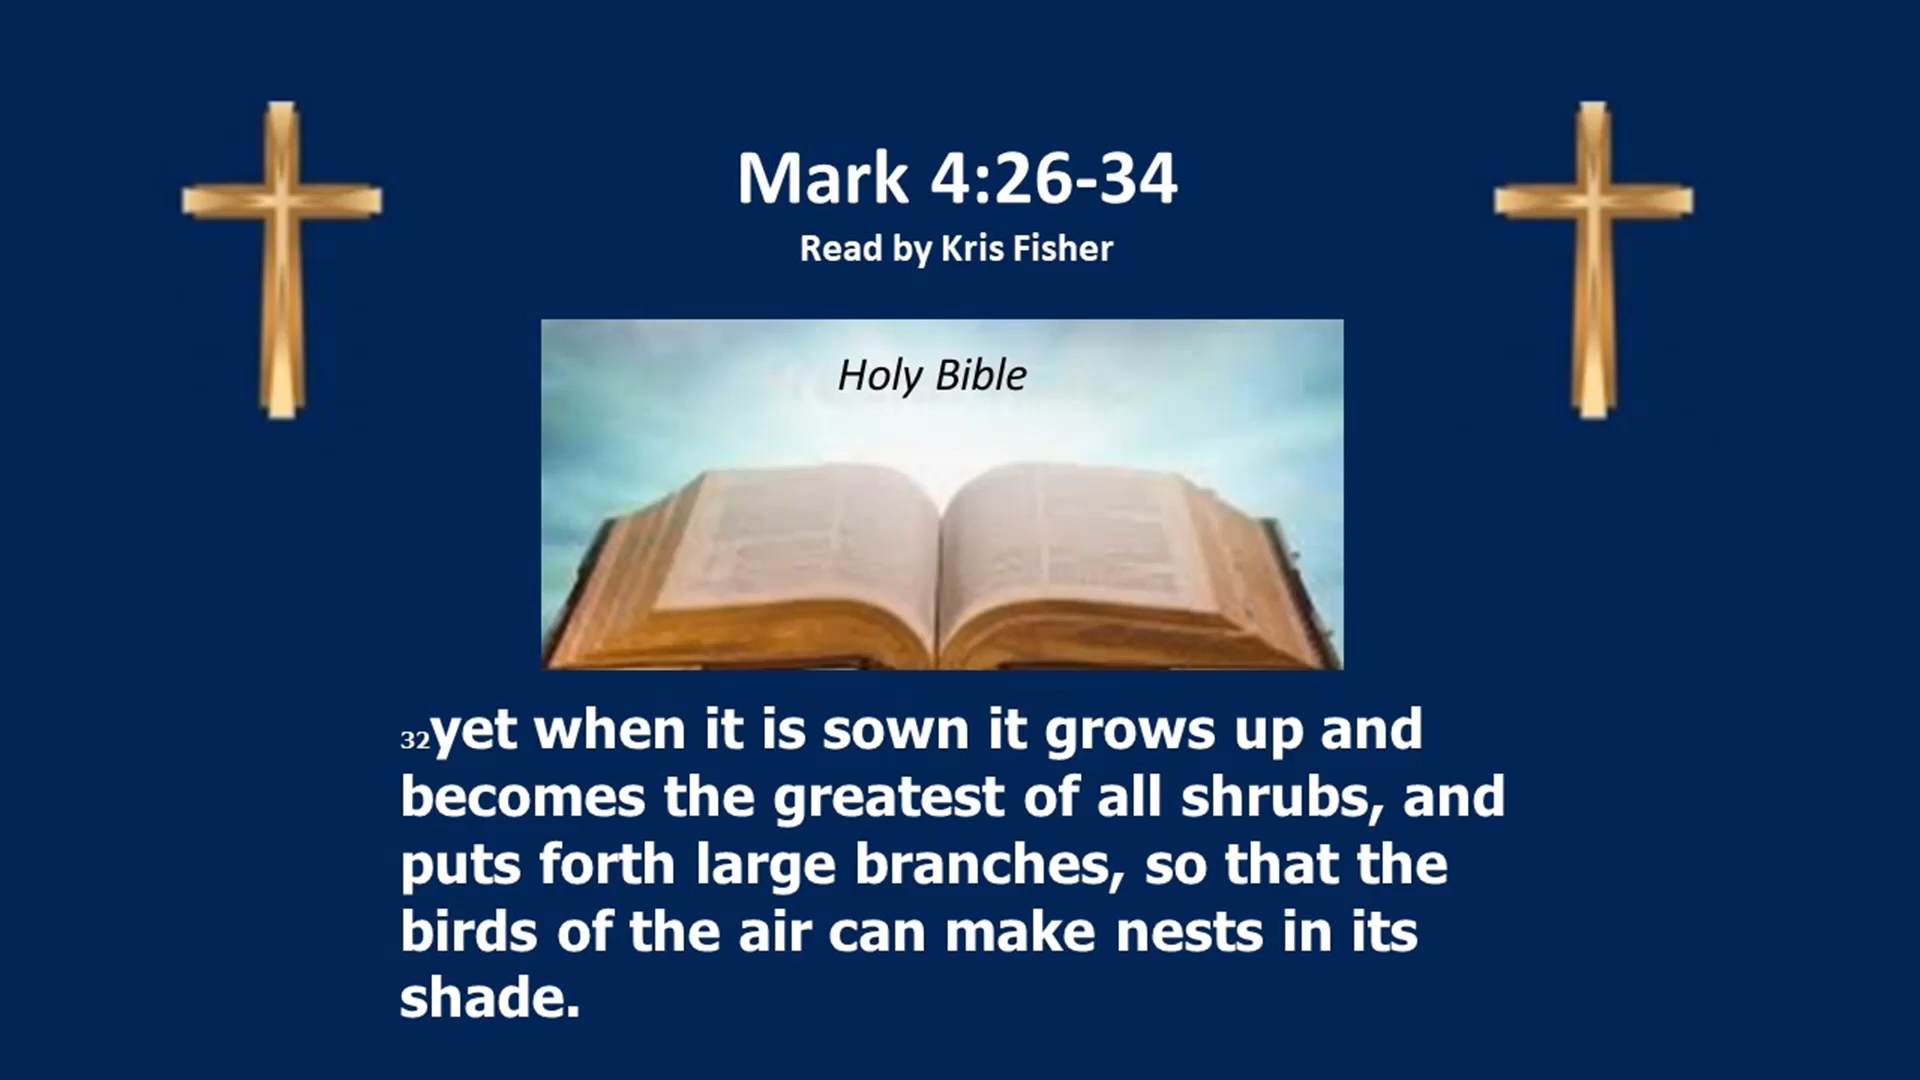 Mark 4:26-34
Read by Kris Fisher
Holy Bible
32yet when it is sown it grows up and
becomes the greatest of all shrubs, and
puts forth large branches, so that the
birds of the air can make nests in its
shade.